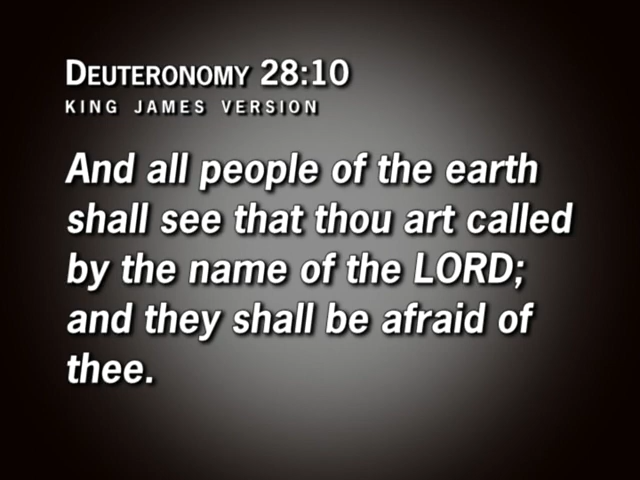 DEUTERONOMY 28:10
KING JAMES VERSION
And all people of the earth
shall see that thou art called
by the name of the LORD;
and they shall be afraid of
thee.